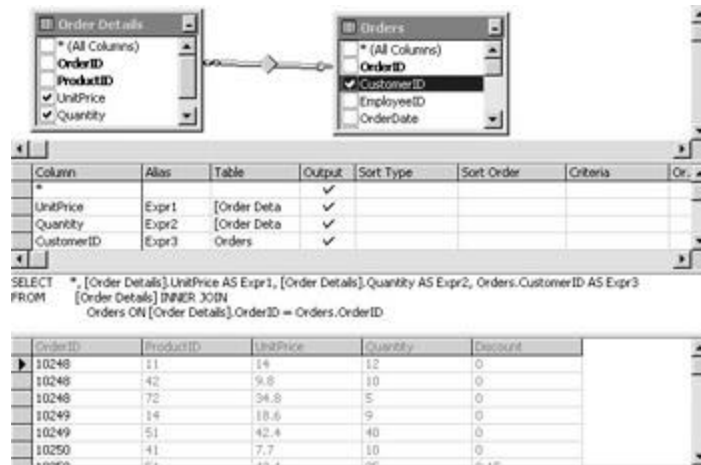 Order Details
* (All Columns)
OrderID
ProductID
UnitPrice
Quantity
Orders
* (All Columns)
OrderID
CustomerID
EmployeeID
OrderDate
Column Alias Table Output Sort Type Sort Order Criteria Or...
*
UnitPrice Expr1 [Order Deta
Quantity Expr2 [Order Deta
CustomerID Expr3 Orders
SELECT *, [Order Details].UnitPrice AS Expr1, [Order Details].Quantity AS Expr2, Orders.CustomerID AS Expr3
FROM [Order Details] INNER JOIN
Orders ON [Order Details].OrderID = Orders.OrderID
OrderID ProductID UnitPrice Quantity Discount
10248 11 14 12 0
10248 42 9.8 10 0
10248 72 34.8 5 0
10249 14 18.6 9 0
10249 51 42.4 40 0
10250 41 7.7 10 0